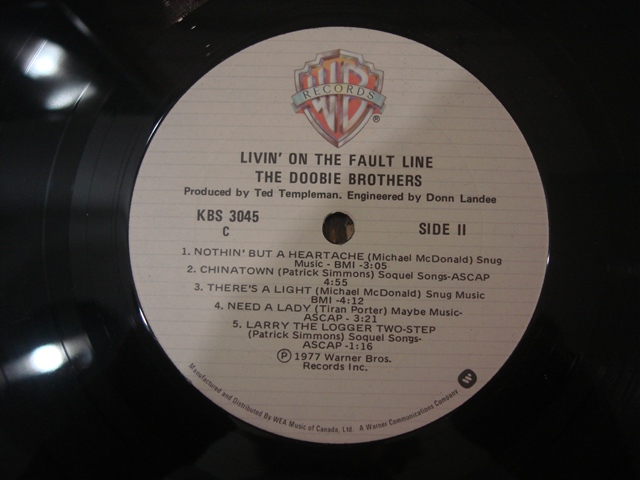 WB
RECORDS
®
LIVIN' ON THE FAULT LINE
THE DOOBIE BROTHERS
Produced by Ted Templeman. Engineered by Donn Landee
KBS 3045
C
SIDE II
1. NOTHIN' BUT A HEARTACHE (Michael McDonald) Snug
Music - BMI -3:05
2. CHINATOWN (Patrick Simmons) Soquel Songs-ASCAP
4:55
3. THERE'S A LIGHT (Michael McDonald) Snug Music
BMI -4:12
4. NEED A LADY (Tiran Porter) Maybe Music-
ASCAP - 3:21
5. LARRY THE LOGGER TWO-STEP
(Patrick Simmons) Soquel Songs-
ASCAP -1:16
℗ 1977 Warner Bros.
Records Inc.
Manufactured and Distributed By WEA Music of Canada, Ltd. A Warner Communications Company